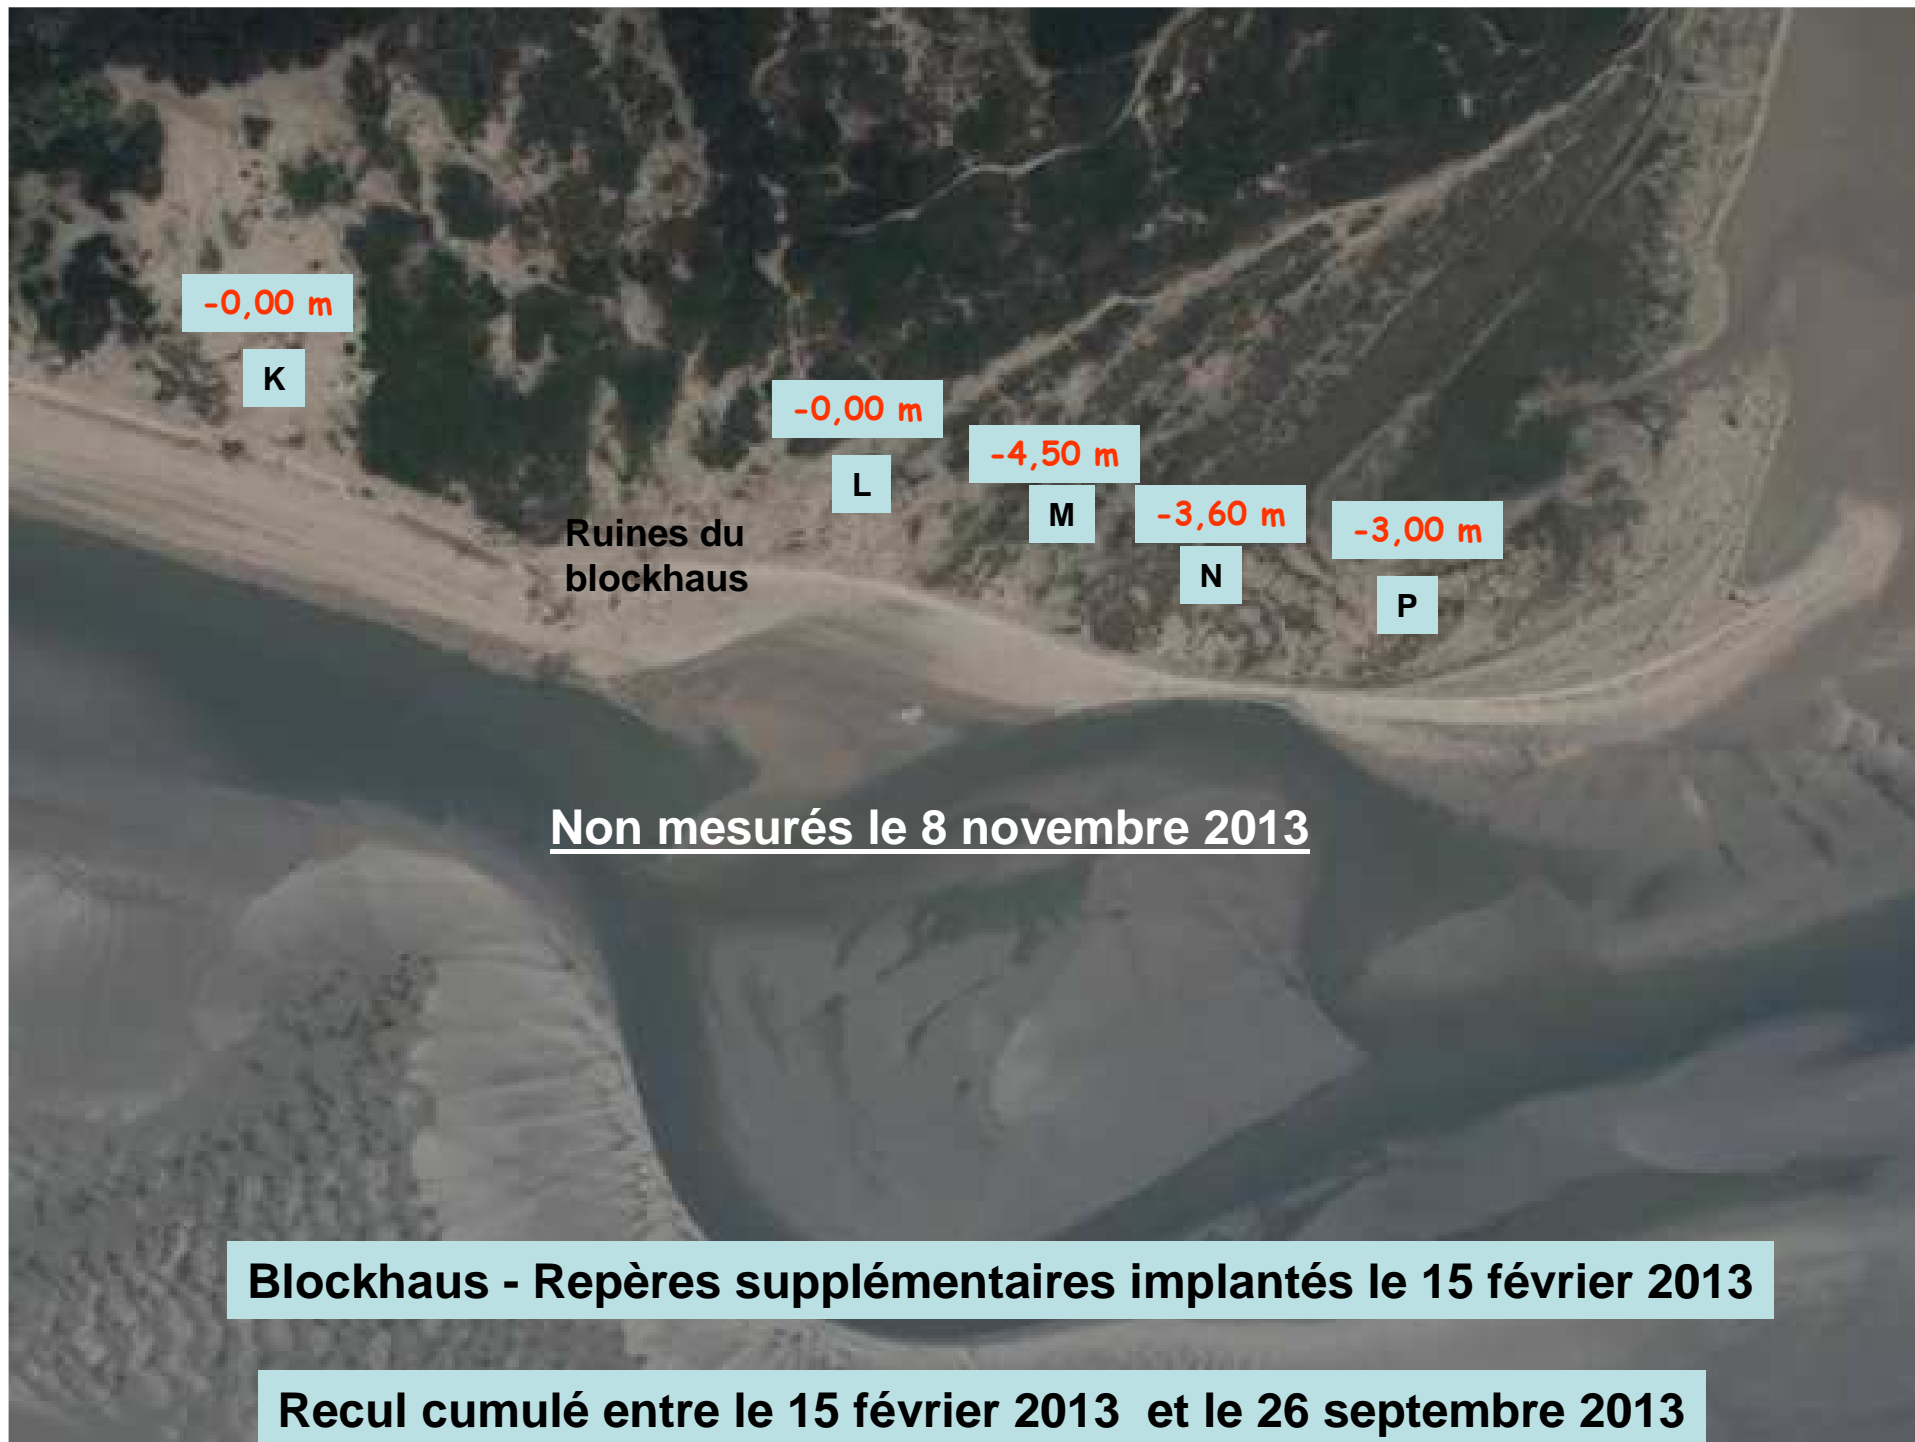 -0,00 m
K
-0,00 m
L
-4,50 m
M
-3,60 m
N
-3,00 m
P
Ruines du
blockhaus
Non mesurés le 8 novembre 2013
Blockhaus - Repères supplémentaires implantés le 15 février 2013
Recul cumulé entre le 15 février 2013 et le 26 septembre 2013